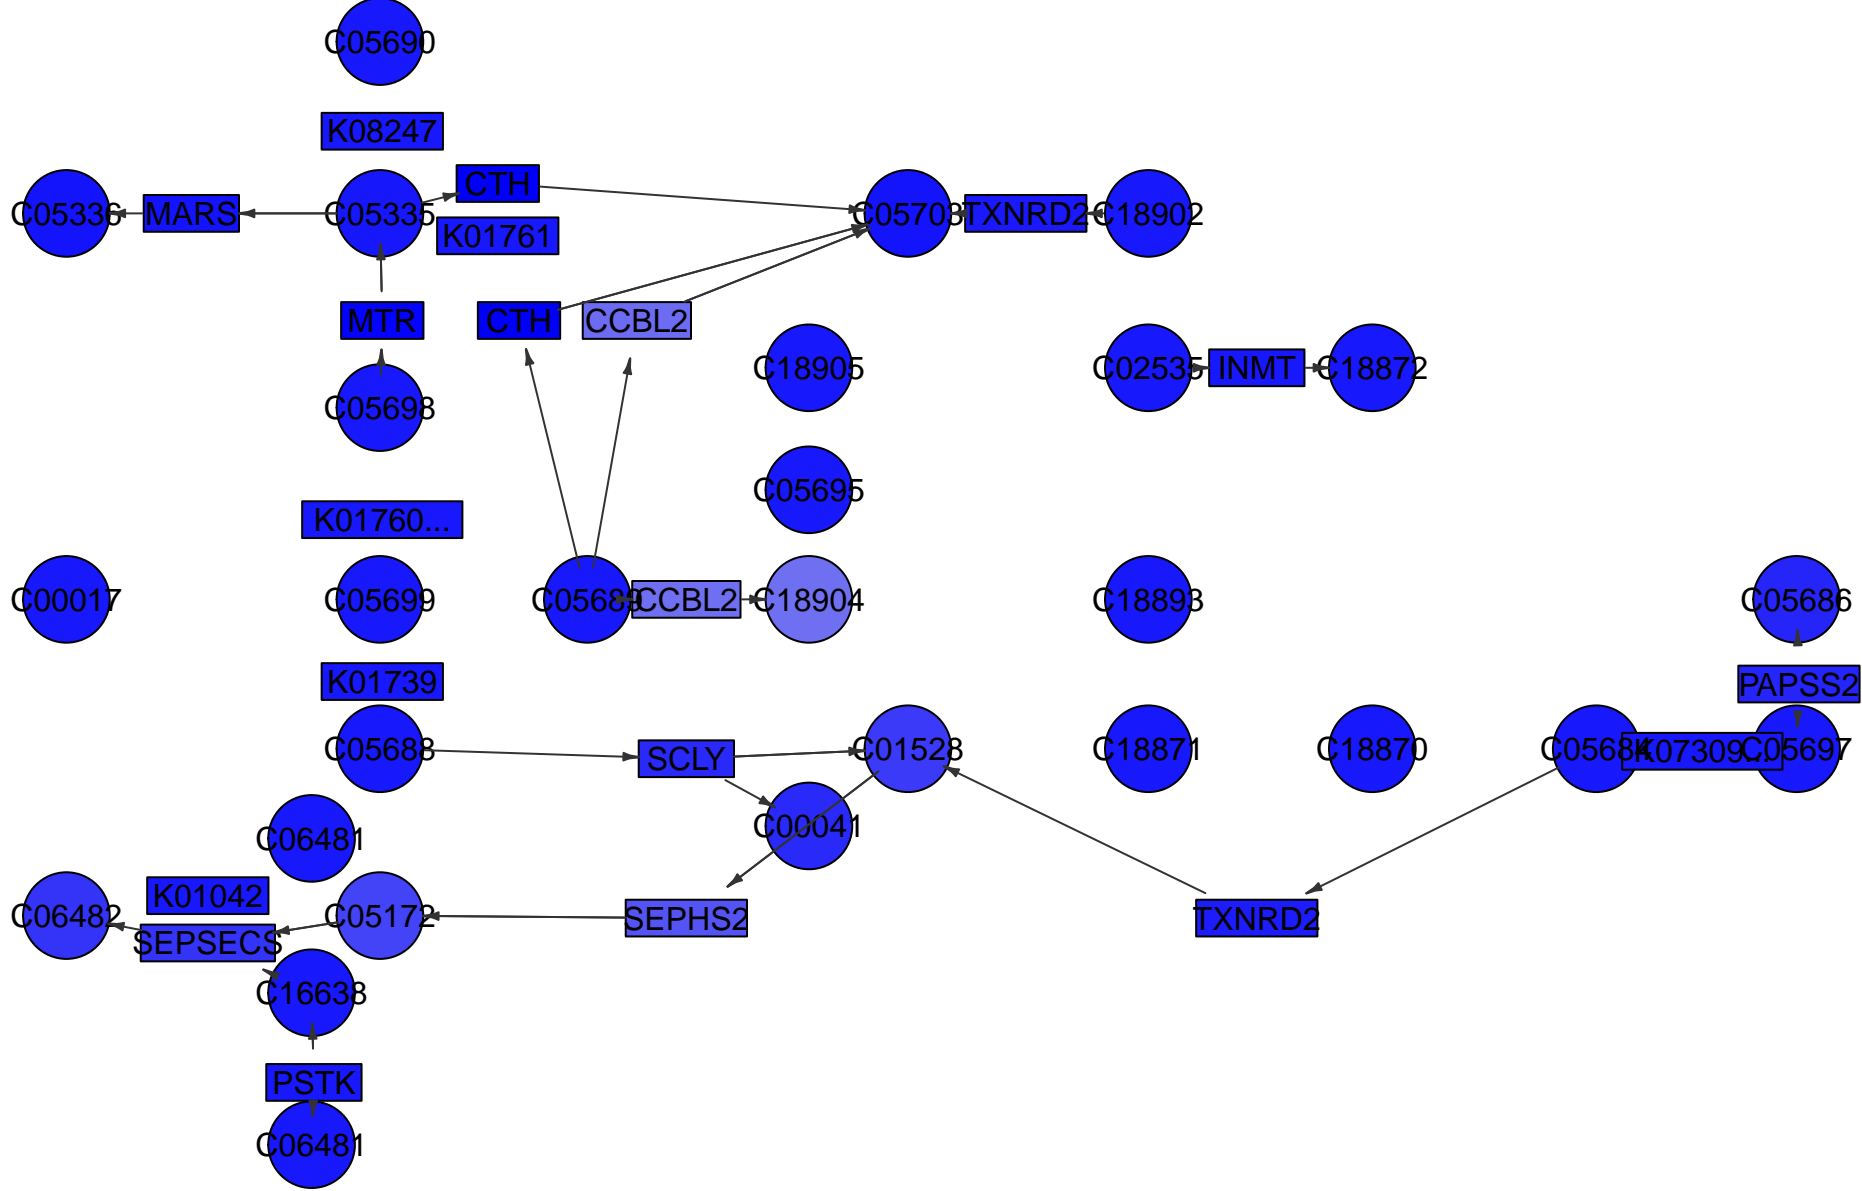 C05690
K08247
CTH
C05336
MARS
C05335
C05703
TXNRD2
C18902
K01761
MTR
CTH
CCBL2
C18905
C02535
INMT
C18872
C05698
C05695
K01760...
C00017
C05699
C05689
CCBL2
C18904
C18893
C05686
K01739
PAPSS2
C05688
SCLY
C01528
C18871
C18870
C05684
K07309...
C05697
C00041
C06481
K01042
C06482
C05172
SEPHS2
TXNRD2
SEPSECS
C16638
PSTK
C06481